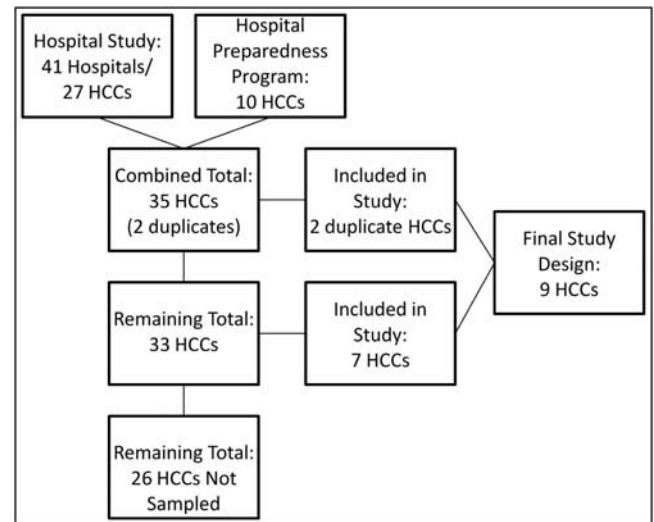 Hospital Study:
41 Hospitals/
27 HCCs
Hospital
Preparedness
Program:
10 HCCs
Combined Total:
35 HCCs
(2 duplicates)
Included in
Study:
2 duplicate HCCs
Final Study
Design:
9 HCCs
Remaining Total:
33 HCCs
Included in
Study:
7 HCCs
Remaining Total:
26 HCCs Not
Sampled